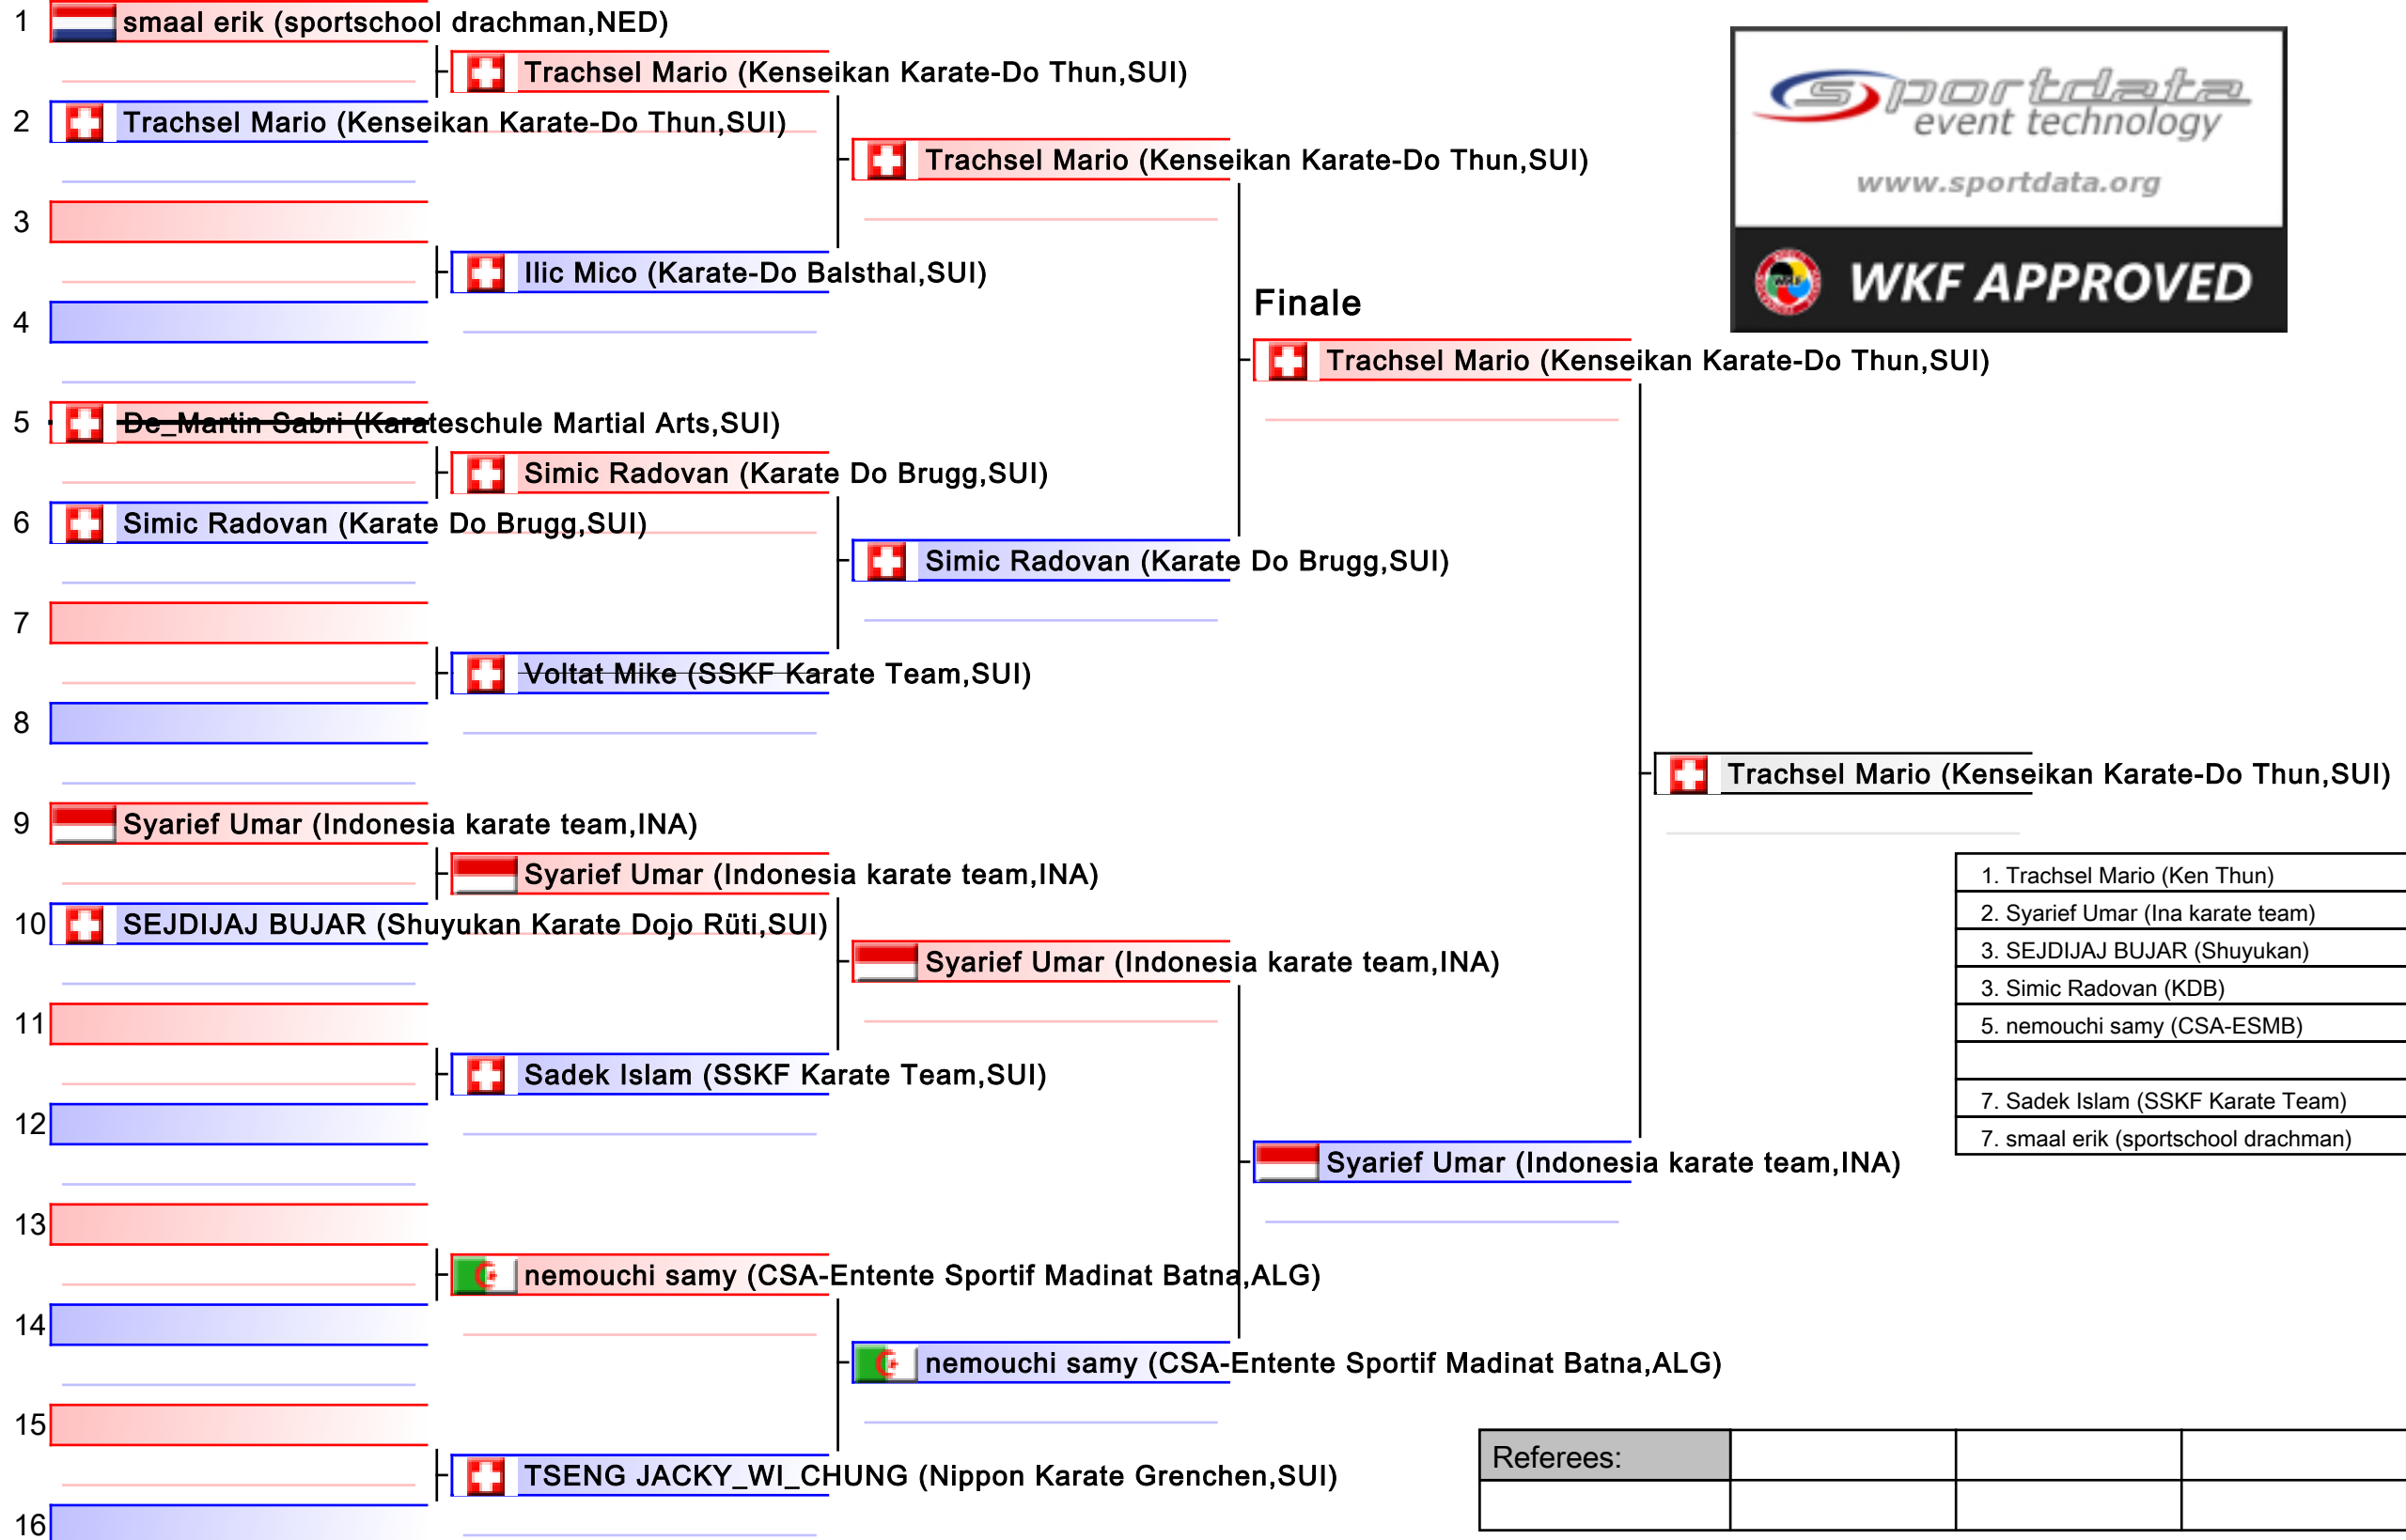 1 smaal erik (sportschool drachman,NED)
Trachsel Mario (Kenseikan Karate-Do Thun,SUI)
2 Trachsel Mario (Kenseikan Karate-Do Thun,SUI)
Trachsel Mario (Kenseikan Karate-Do Thun,SUI)
3
Ilic Mico (Karate-Do Balsthal,SUI)
4
Finale
Trachsel Mario (Kenseikan Karate-Do Thun,SUI)
5 De_Martin Sabri (Karateschule Martial Arts,SUI)
Simic Radovan (Karate Do Brugg,SUI)
6 Simic Radovan (Karate Do Brugg,SUI)
Simic Radovan (Karate Do Brugg,SUI)
7
Voltat Mike (SSKF Karate Team,SUI)
8
Trachsel Mario (Kenseikan Karate-Do Thun,SUI)
9 Syarief Umar (Indonesia karate team,INA)
Syarief Umar (Indonesia karate team,INA)
10 SEJDIJAJ BUJAR (Shuyukan Karate Dojo Rüti,SUI)
Syarief Umar (Indonesia karate team,INA)
11
Sadek Islam (SSKF Karate Team,SUI)
12
Syarief Umar (Indonesia karate team,INA)
13
nemouchi samy (CSA-Entente Sportif Madinat Batna,ALG)
14
nemouchi samy (CSA-Entente Sportif Madinat Batna,ALG)
15
TSENG JACKY_WI_CHUNG (Nippon Karate Grenchen,SUI)
16
sportdata
event technology
www.sportdata.org
WKF
WKF APPROVED
1. Trachsel Mario (Ken Thun)
2. Syarief Umar (Ina karate team)
3. SEJDIJAJ BUJAR (Shuyukan)
3. Simic Radovan (KDB)
5. nemouchi samy (CSA-ESMB)
7. Sadek Islam (SSKF Karate Team)
7. smaal erik (sportschool drachman)
Referees: